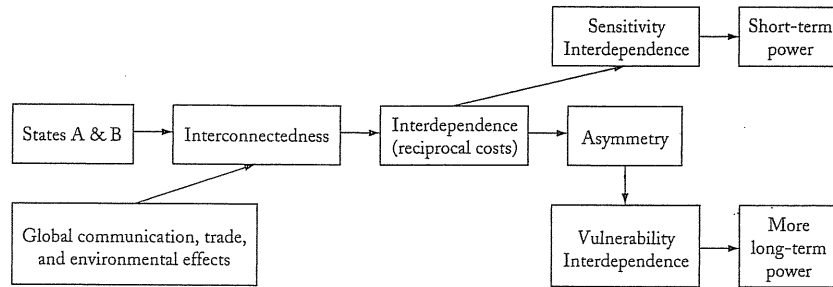 Sensitivity
Interdependence
Short-term
power
States A & B
Interconnectedness
Interdependence
(reciprocal costs)
Asymmetry
Global communication, trade,
and environmental effects
Vulnerability
Interdependence
More
long-term
power